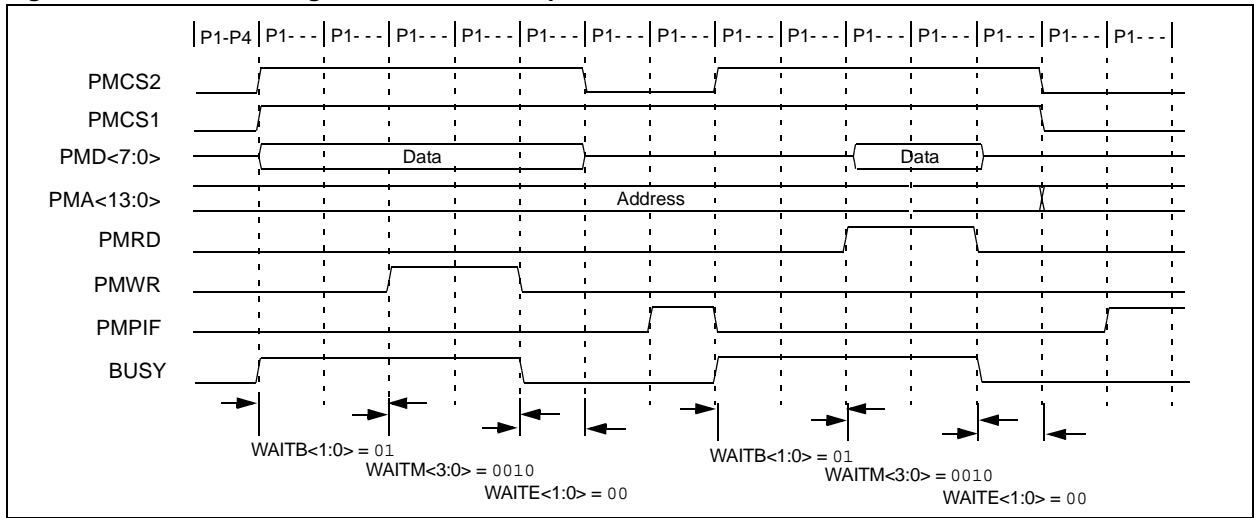 P1-P4 P1- - - P1- - - P1- - - P1- - - P1- - - P1- - - P1- - - P1- - - P1- - - P1- - - P1- - - P1- - - P1- - - P1- - -
PMCS2
PMCS1
PMD<7:0> Data Data
PMA<13:0> Address
PMRD
PMWR
PMPIF
BUSY
WAITB<1:0> = 01 WAITB<1:0> = 01
WAITM<3:0> = 0010 WAITM<3:0> = 0010
WAITE<1:0> = 00 WAITE<1:0> = 00